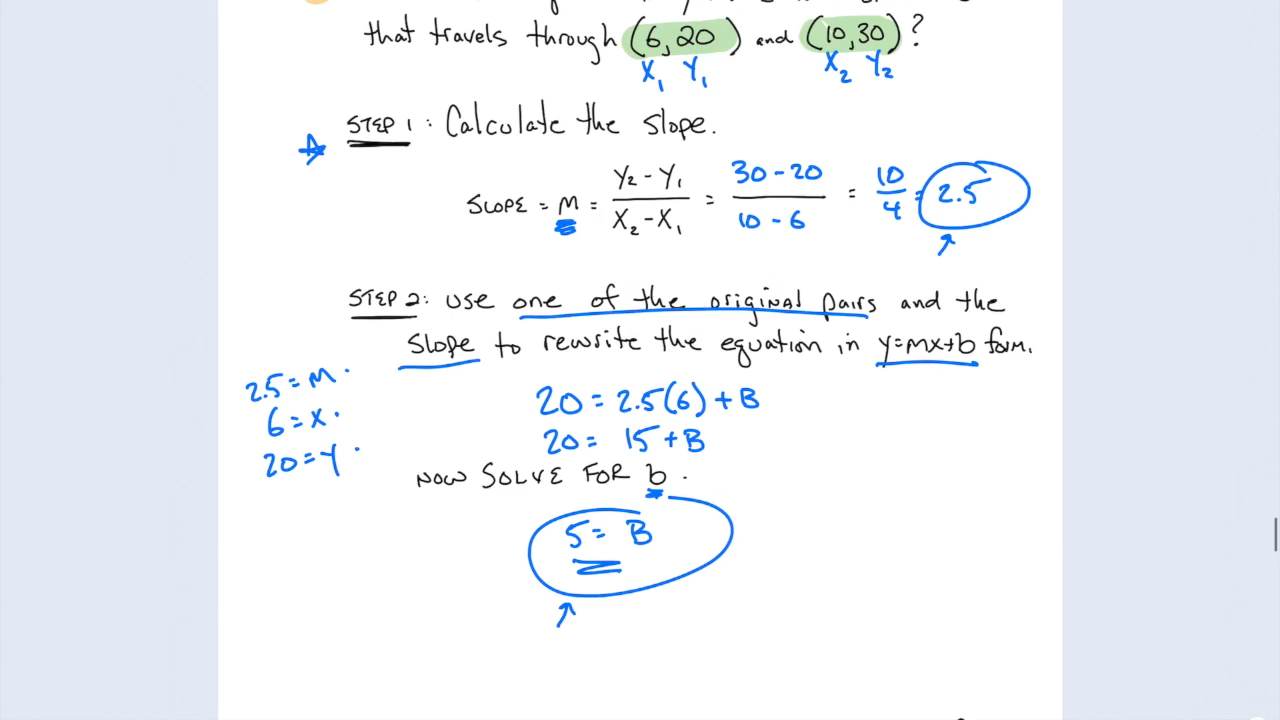 that travels through (6,20) and (10,30)?
X₁ Y₁ X₂ Y₂
STEP 1: Calculate the slope.
SLOPE = m = Y₂ - Y₁ / X₂ - X₁ = 30 - 20 / 10 - 6 = 10/4 = 2.5
STEP 2: USE one of the original pairs and the
slope to rewrite the equation in y=mx+b form.
2.5 = M
6 = X
20 = Y
20 = 2.5(6) + B
20 = 15 + B
NOW SOLVE FOR b.
5 = B